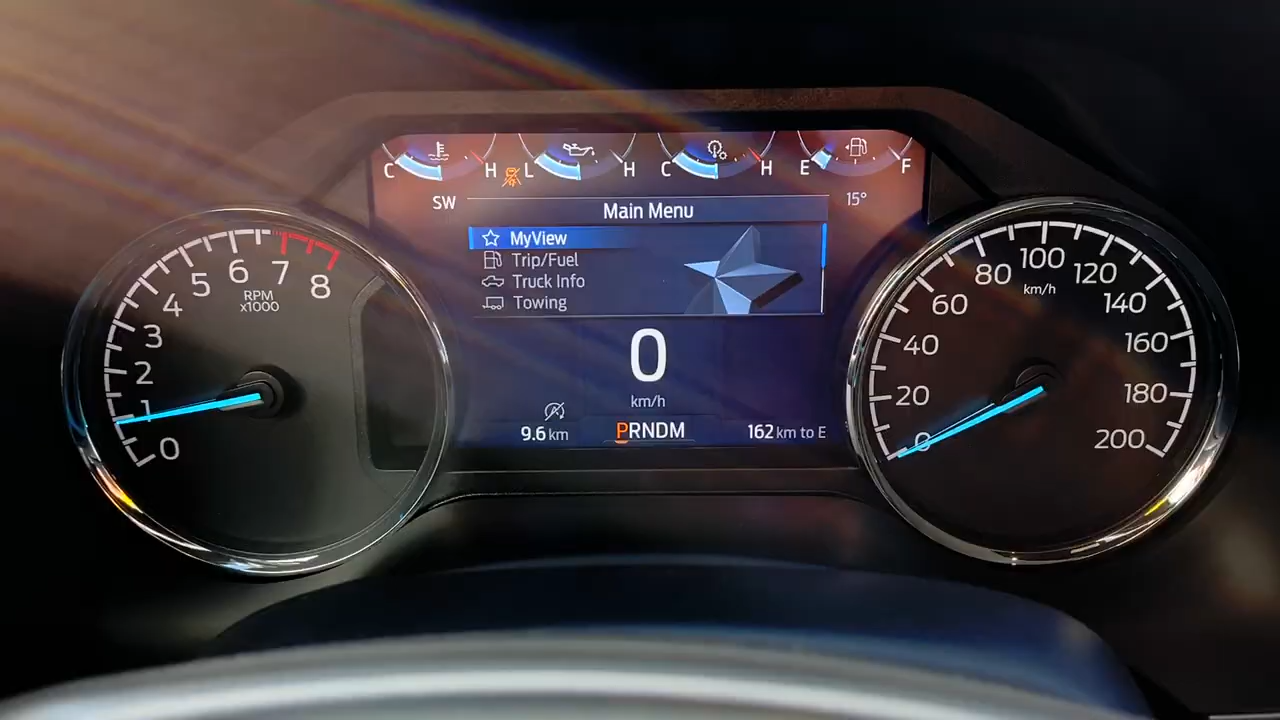 C H L H C H E F
SW 15°
Main Menu
MyView
Trip/Fuel
Truck Info
Towing
0
km/h
9.6 km PRNDM 162 km to E
0 1 2 3 4 5 6 7 8
RPM
x1000
0 20 40 60 80 100 120 140 160 180 200
km/h